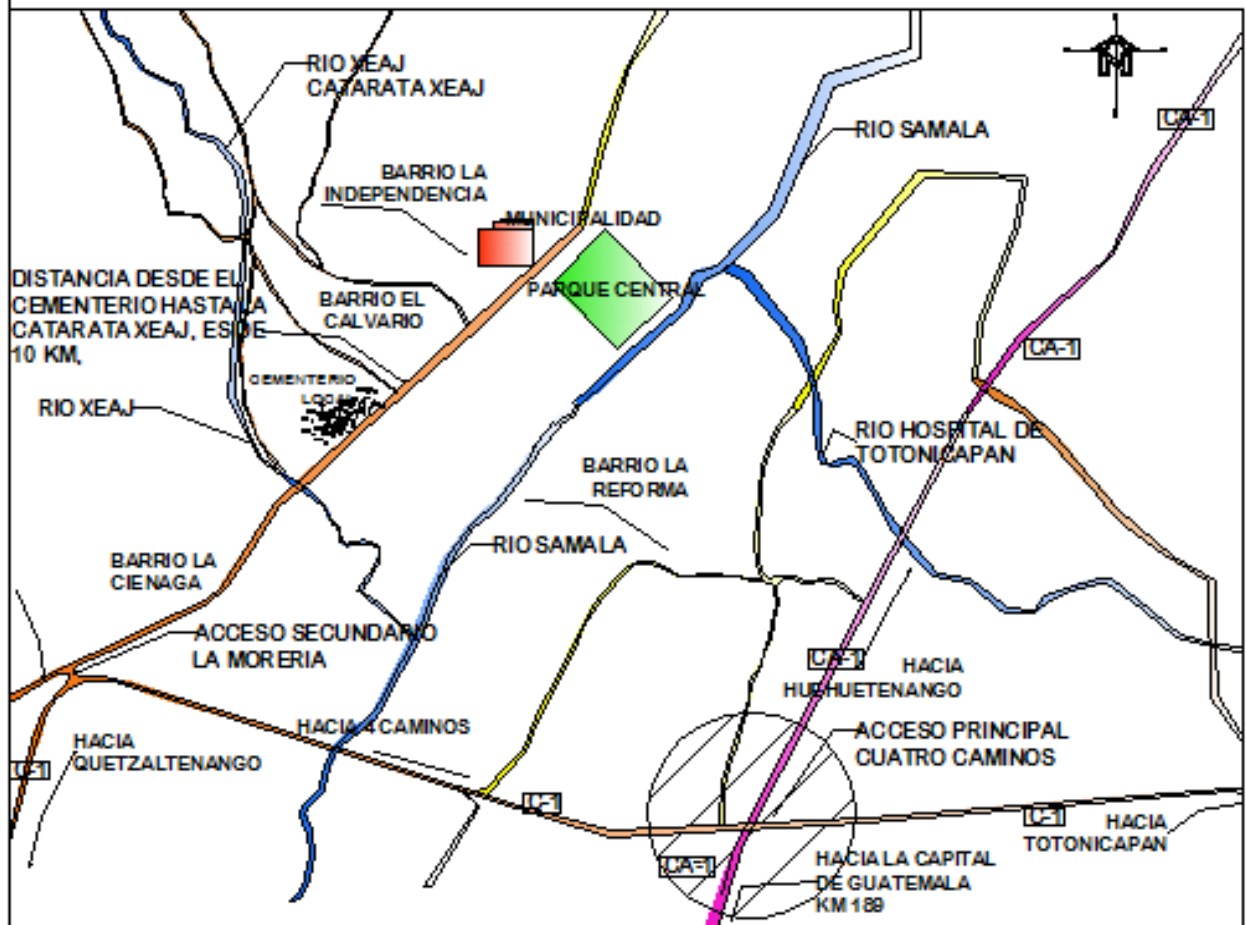 RIO XEAJ
CATARATA XEAJ
CA-1
RIO SAMALA
BARRIO LA
INDEPENDENCIA
MUNICIPALIDAD
DISTANCIA DESDE EL
CEMENTERIO HASTA LA
CATARATA XEAJ, ES DE
10 KM,
BARRIO EL
CALVARIO
PARQUE CENTRAL
CA-1
CEMENTERIO
LOCAL
RIO XEAJ
RIO HOSPITAL DE
TOTONICAPAN
BARRIO LA
REFORMA
RIO SAMALA
BARRIO LA
CIENAGA
ACCESO SECUNDARIO
LA MORERIA
CA-1
HACIA
HUEHUETENANGO
HACIA 4 CAMINOS
ACCESO PRINCIPAL
CUATRO CAMINOS
HACIA
QUETZALTENANGO
C-1
C-1
C-1
HACIA
TOTONICAPAN
CA-1
HACIA LA CAPITAL
DE GUATEMALA
KM 189